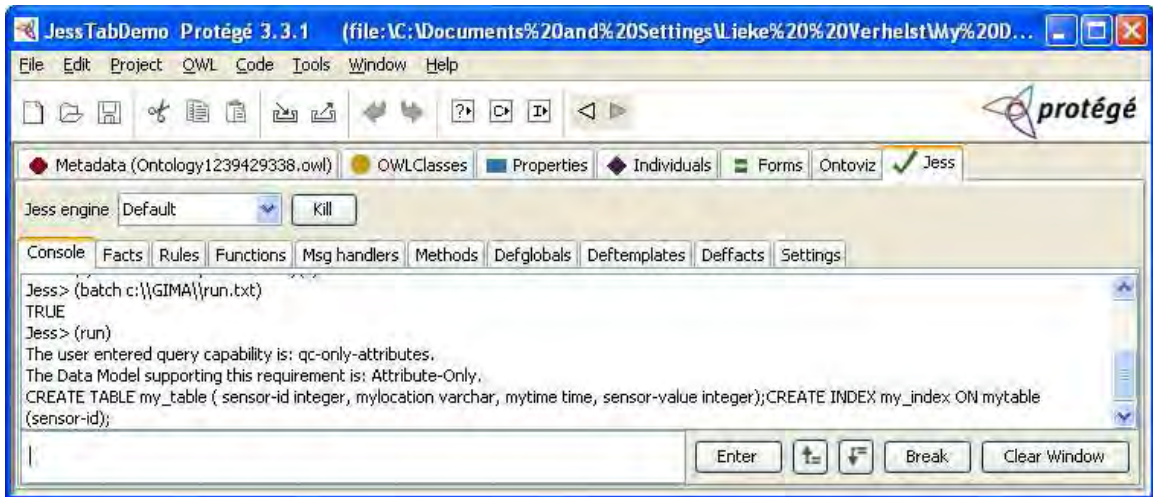 JessTabDemo Protégé 3.3.1 (file:\C:\Documents%20and%20Settings\Lieke%20%20Verhelst\My%20D...
File Edit Project OWL Code Tools Window Help
protégé
Metadata (Ontology1239429338.owl) OWLClasses Properties Individuals Forms Ontoviz Jess
Jess engine Default Kill
Console Facts Rules Functions Msg handlers Methods Defglobals Deftemplates Deffacts Settings
Jess> (batch c:\\GIMA\\run.txt)
TRUE
Jess> (run)
The user entered query capability is: qc-only-attributes.
The Data Model supporting this requirement is: Attribute-Only.
CREATE TABLE my_table ( sensor-id integer, mylocation varchar, mytime time, sensor-value integer);CREATE INDEX my_index ON mytable
(sensor-id);
Enter Break Clear Window